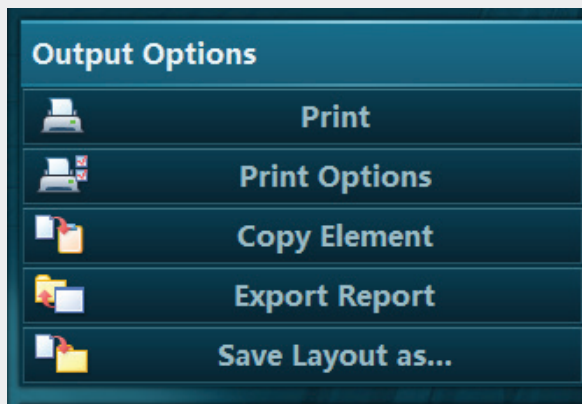 Output Options
Print
Print Options
Copy Element
Export Report
Save Layout as...